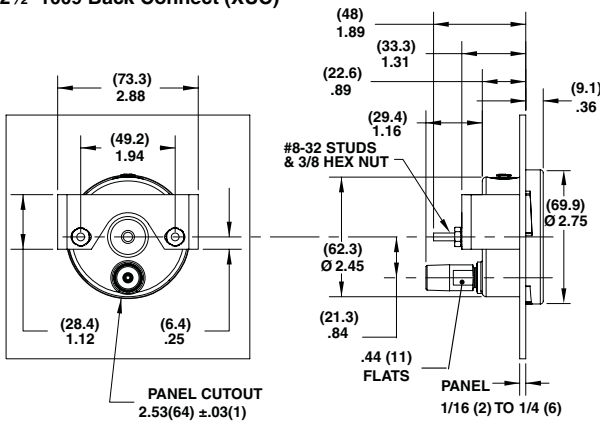 2½" 1009 Back Connect (XUC)
(48)
1.89
(33.3)
1.31
(22.6)
.89
(9.1)
.36
(29.4)
1.16
(73.3)
2.88
(49.2)
1.94
#8-32 STUDS
& 3/8 HEX NUT
(69.9)
Ø 2.75
(62.3)
Ø 2.45
(28.4)
1.12
(6.4)
.25
(21.3)
.84
.44 (11)
FLATS
PANEL
1/16 (2) TO 1/4 (6)
PANEL CUTOUT
2.53(64) ±.03(1)